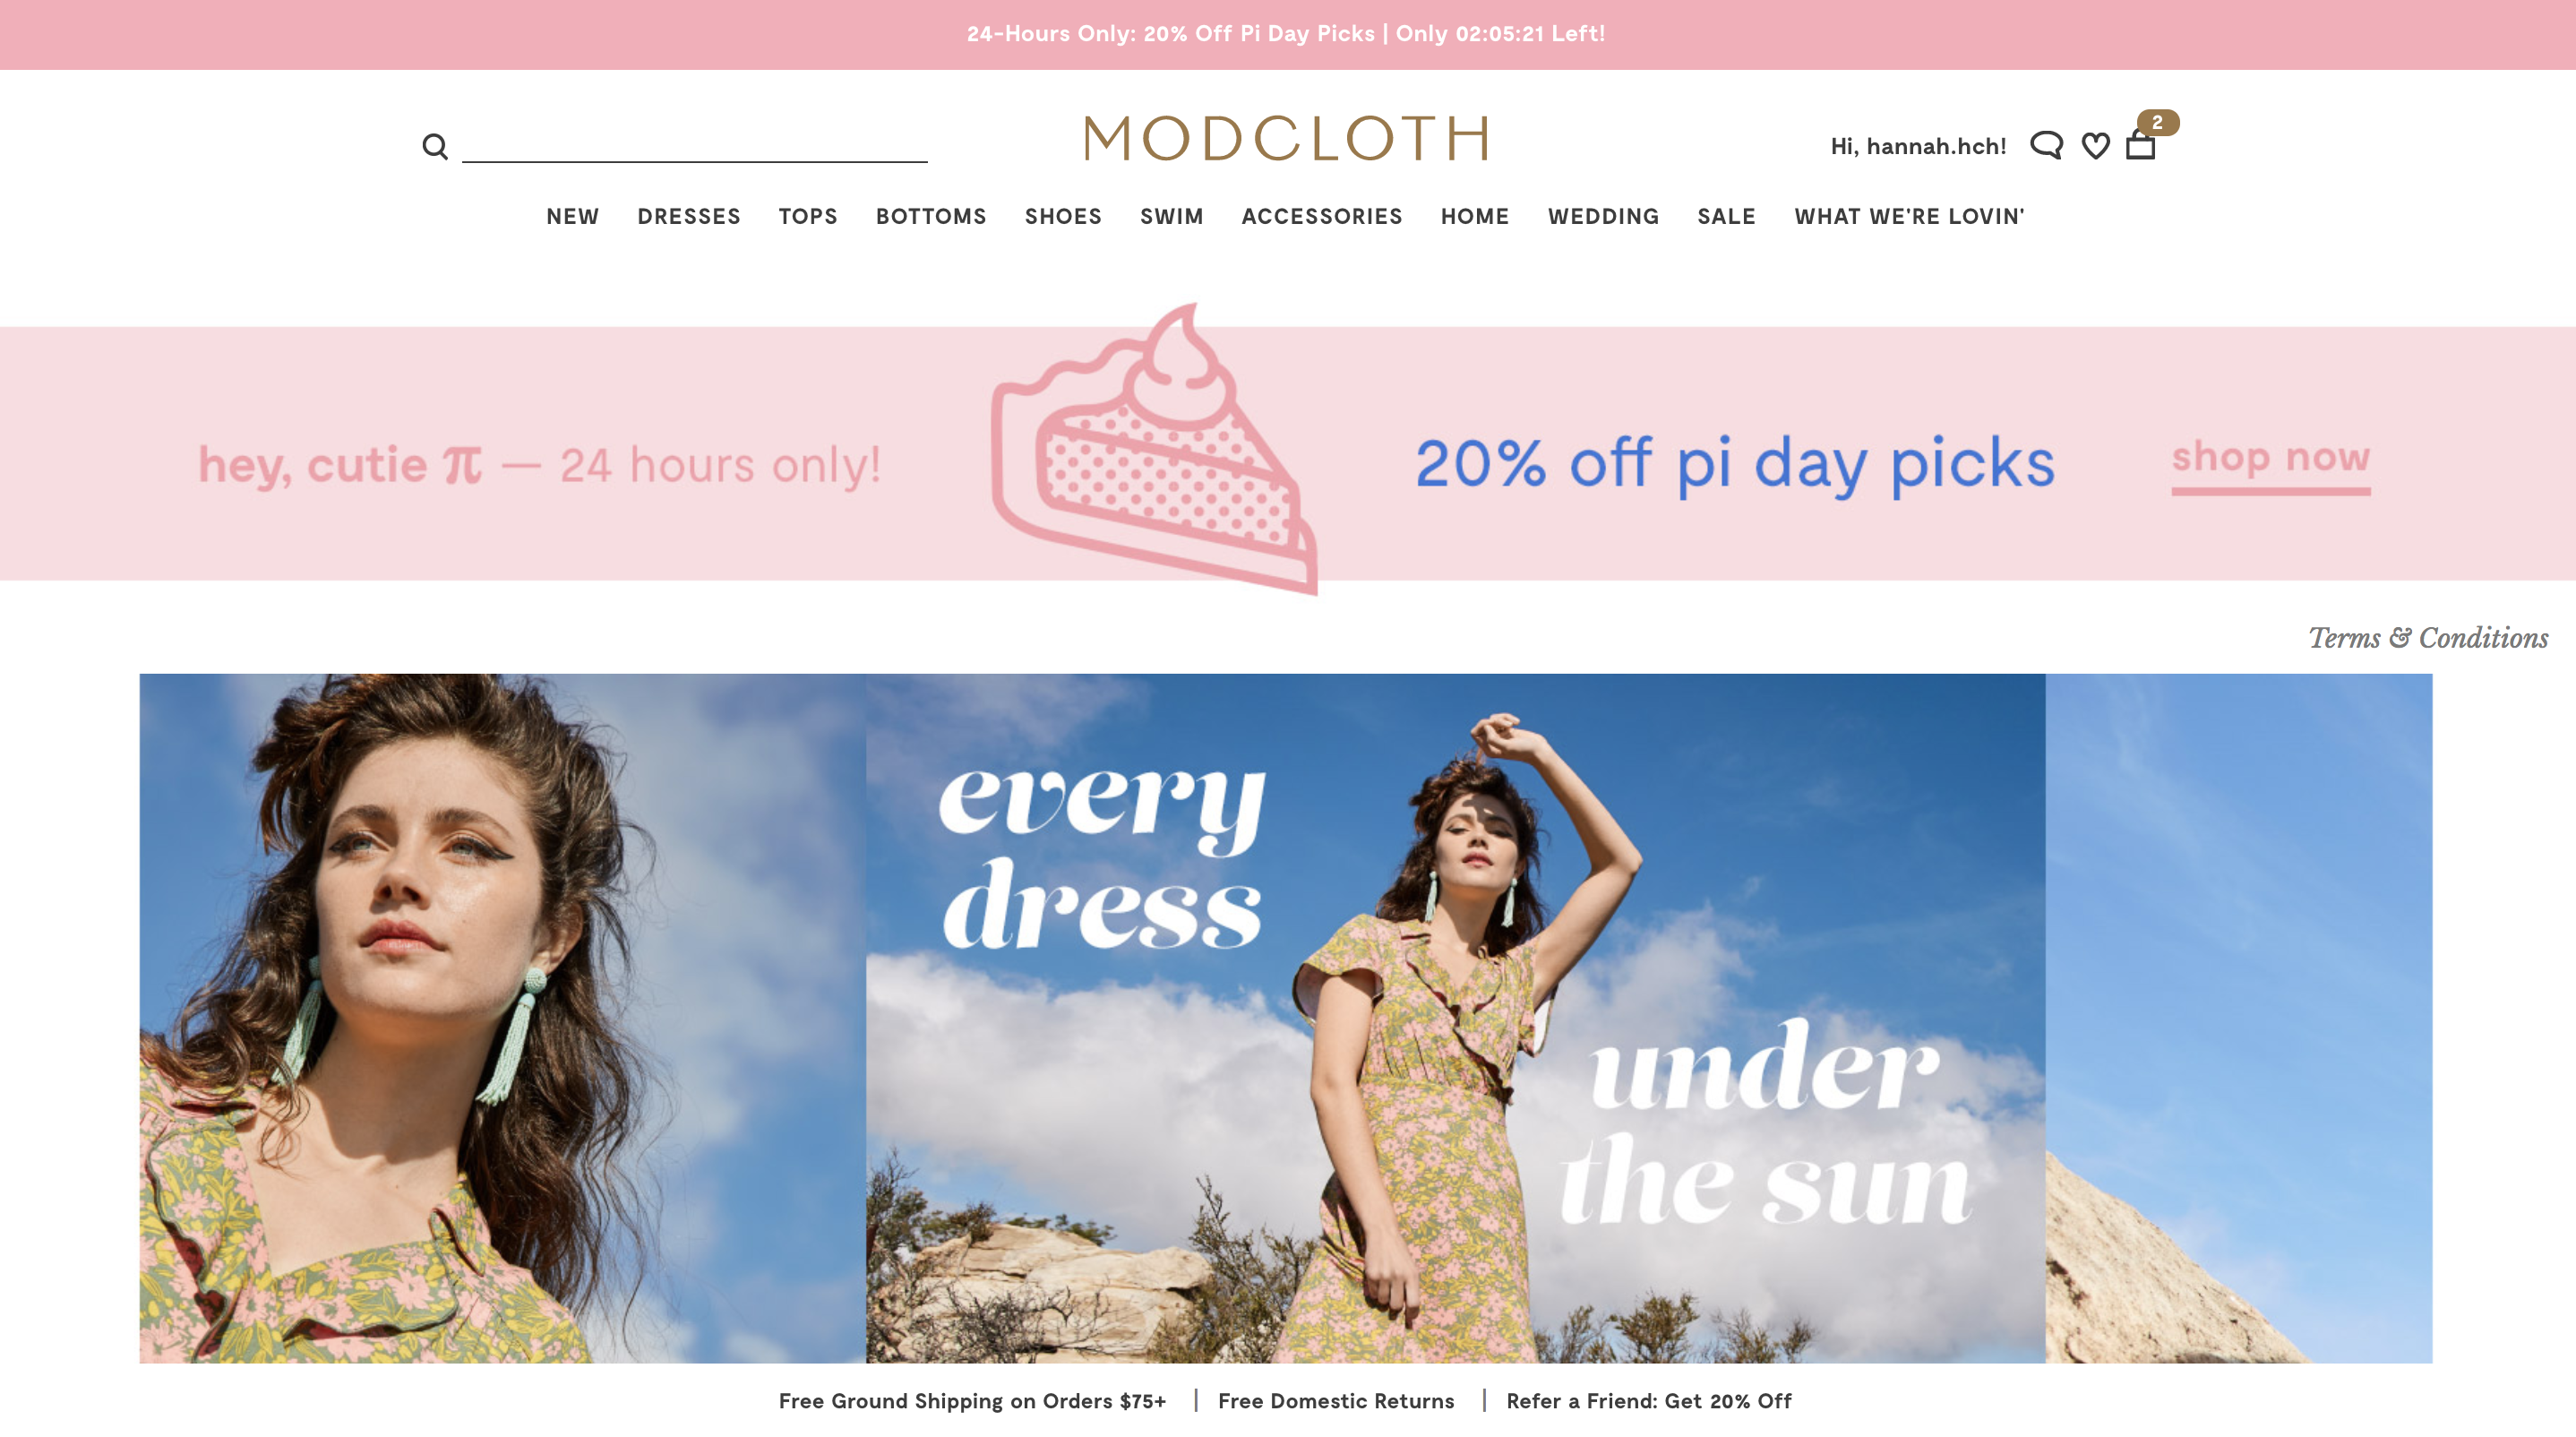 24-Hours Only: 20% Off Pi Day Picks | Only 02:05:21 Left!
MODCLOTH
Hi, hannah.hch!
2
NEW DRESSES TOPS BOTTOMS SHOES SWIM ACCESSORIES HOME WEDDING SALE WHAT WE'RE LOVIN'
hey, cutie π — 24 hours only!
20% off pi day picks
shop now
Terms & Conditions
every
dress
under
the sun
Free Ground Shipping on Orders $75+ | Free Domestic Returns | Refer a Friend: Get 20% Off